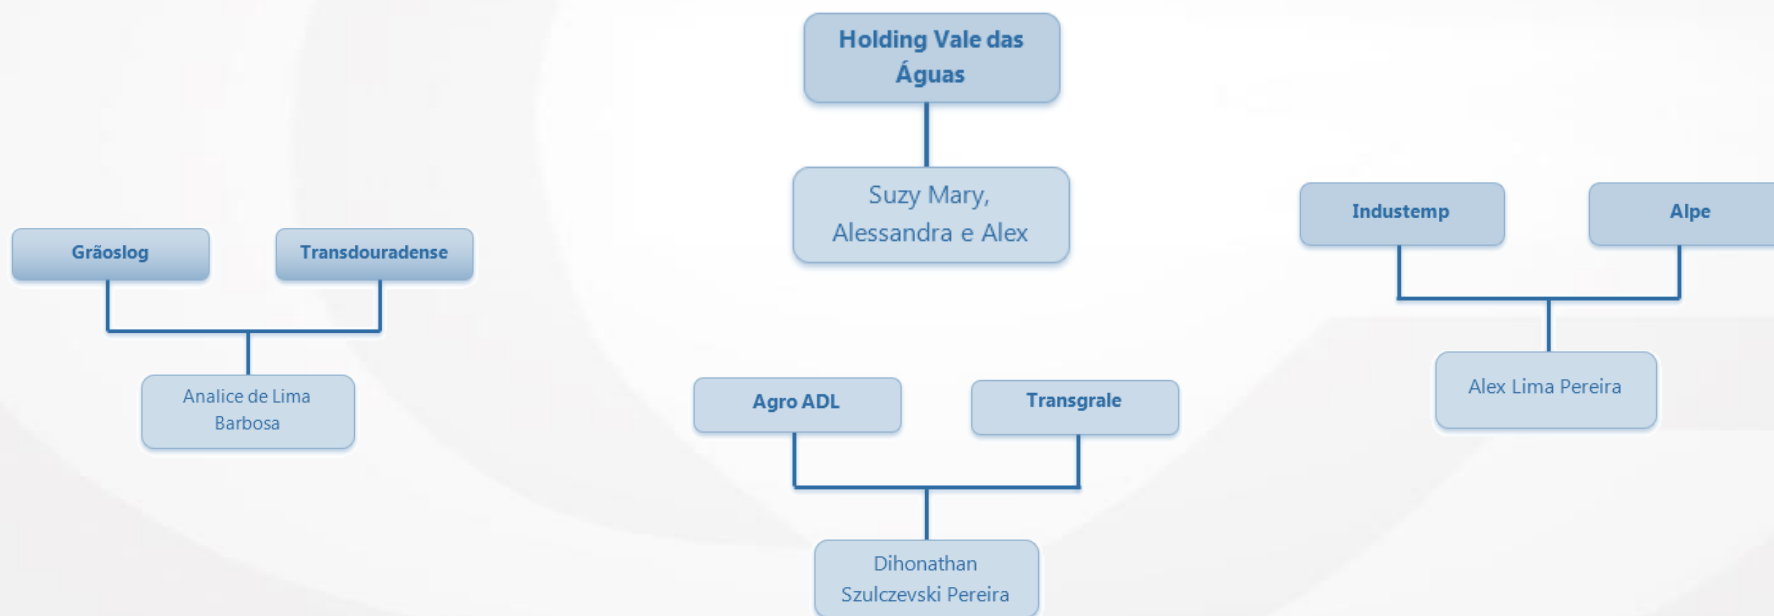 Holding Vale das
Águas
Suzy Mary,
Alessandra e Alex
Grãoslog
Transdouradense
Analice de Lima
Barbosa
Agro ADL
Transgrale
Dihonathan
Szulczevski Pereira
Industemp
Alpe
Alex Lima Pereira